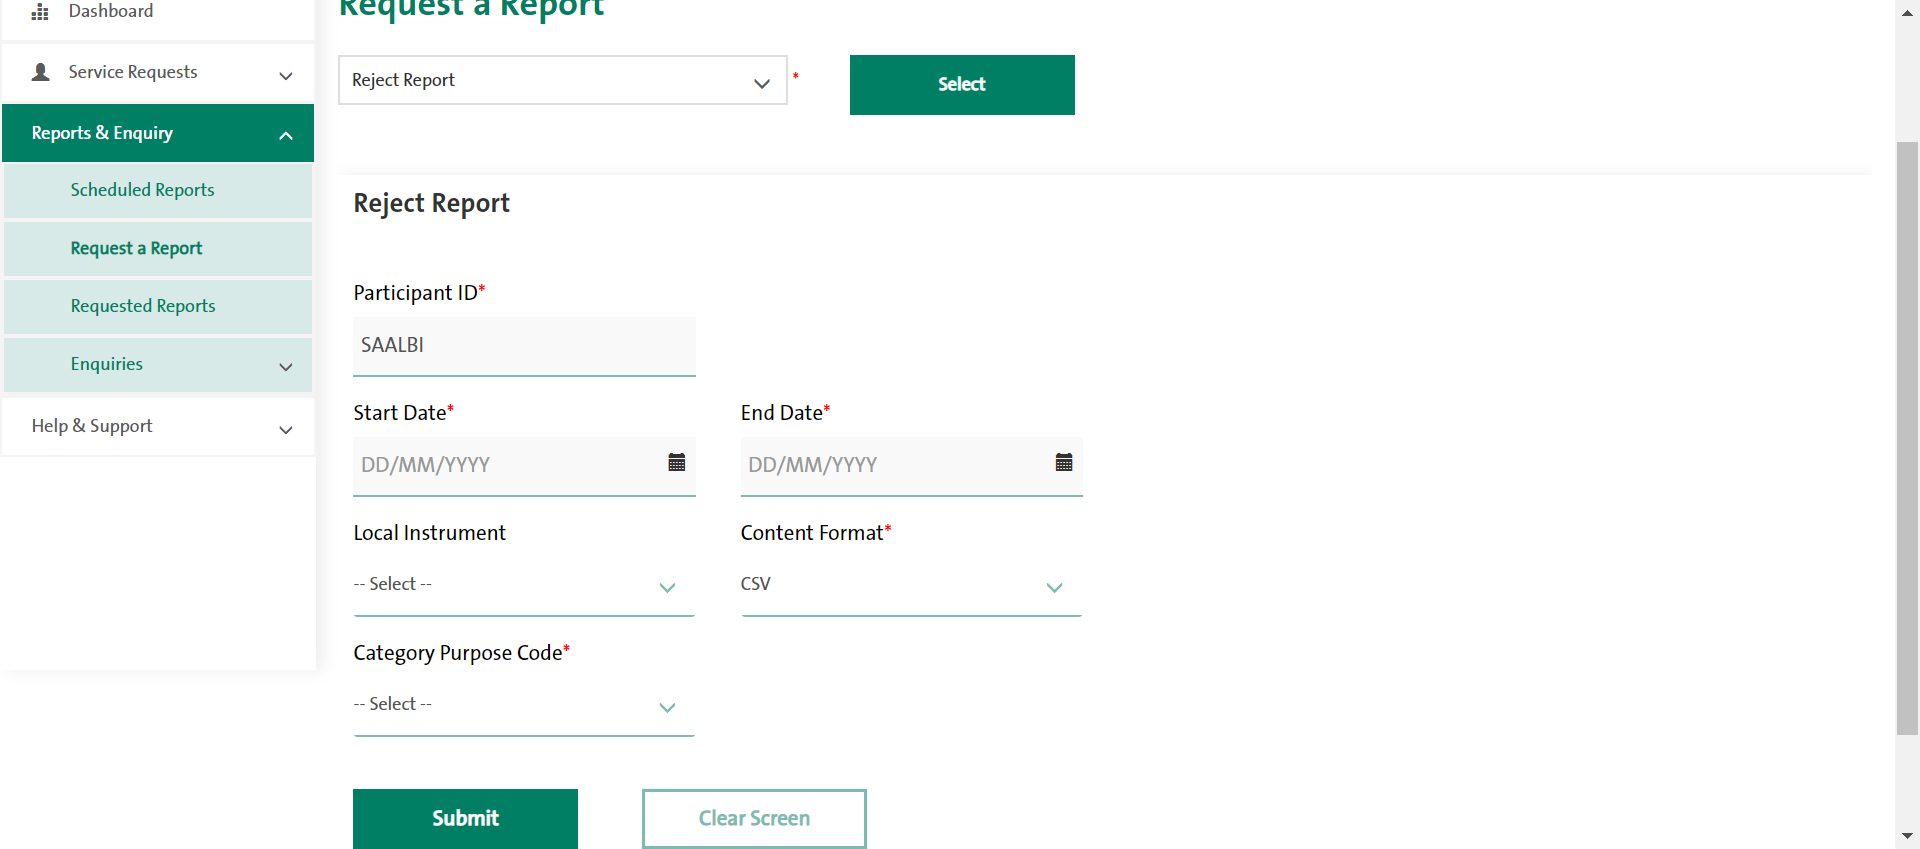 Dashboard
Service Requests
Reports & Enquiry
Scheduled Reports
Request a Report
Requested Reports
Enquiries
Help & Support
Request a Report
Reject Report *
Select
Reject Report
Participant ID*
SAALBI
Start Date*
End Date*
DD/MM/YYYY
DD/MM/YYYY
Local Instrument
Content Format*
-- Select --
CSV
Category Purpose Code*
-- Select --
Submit
Clear Screen